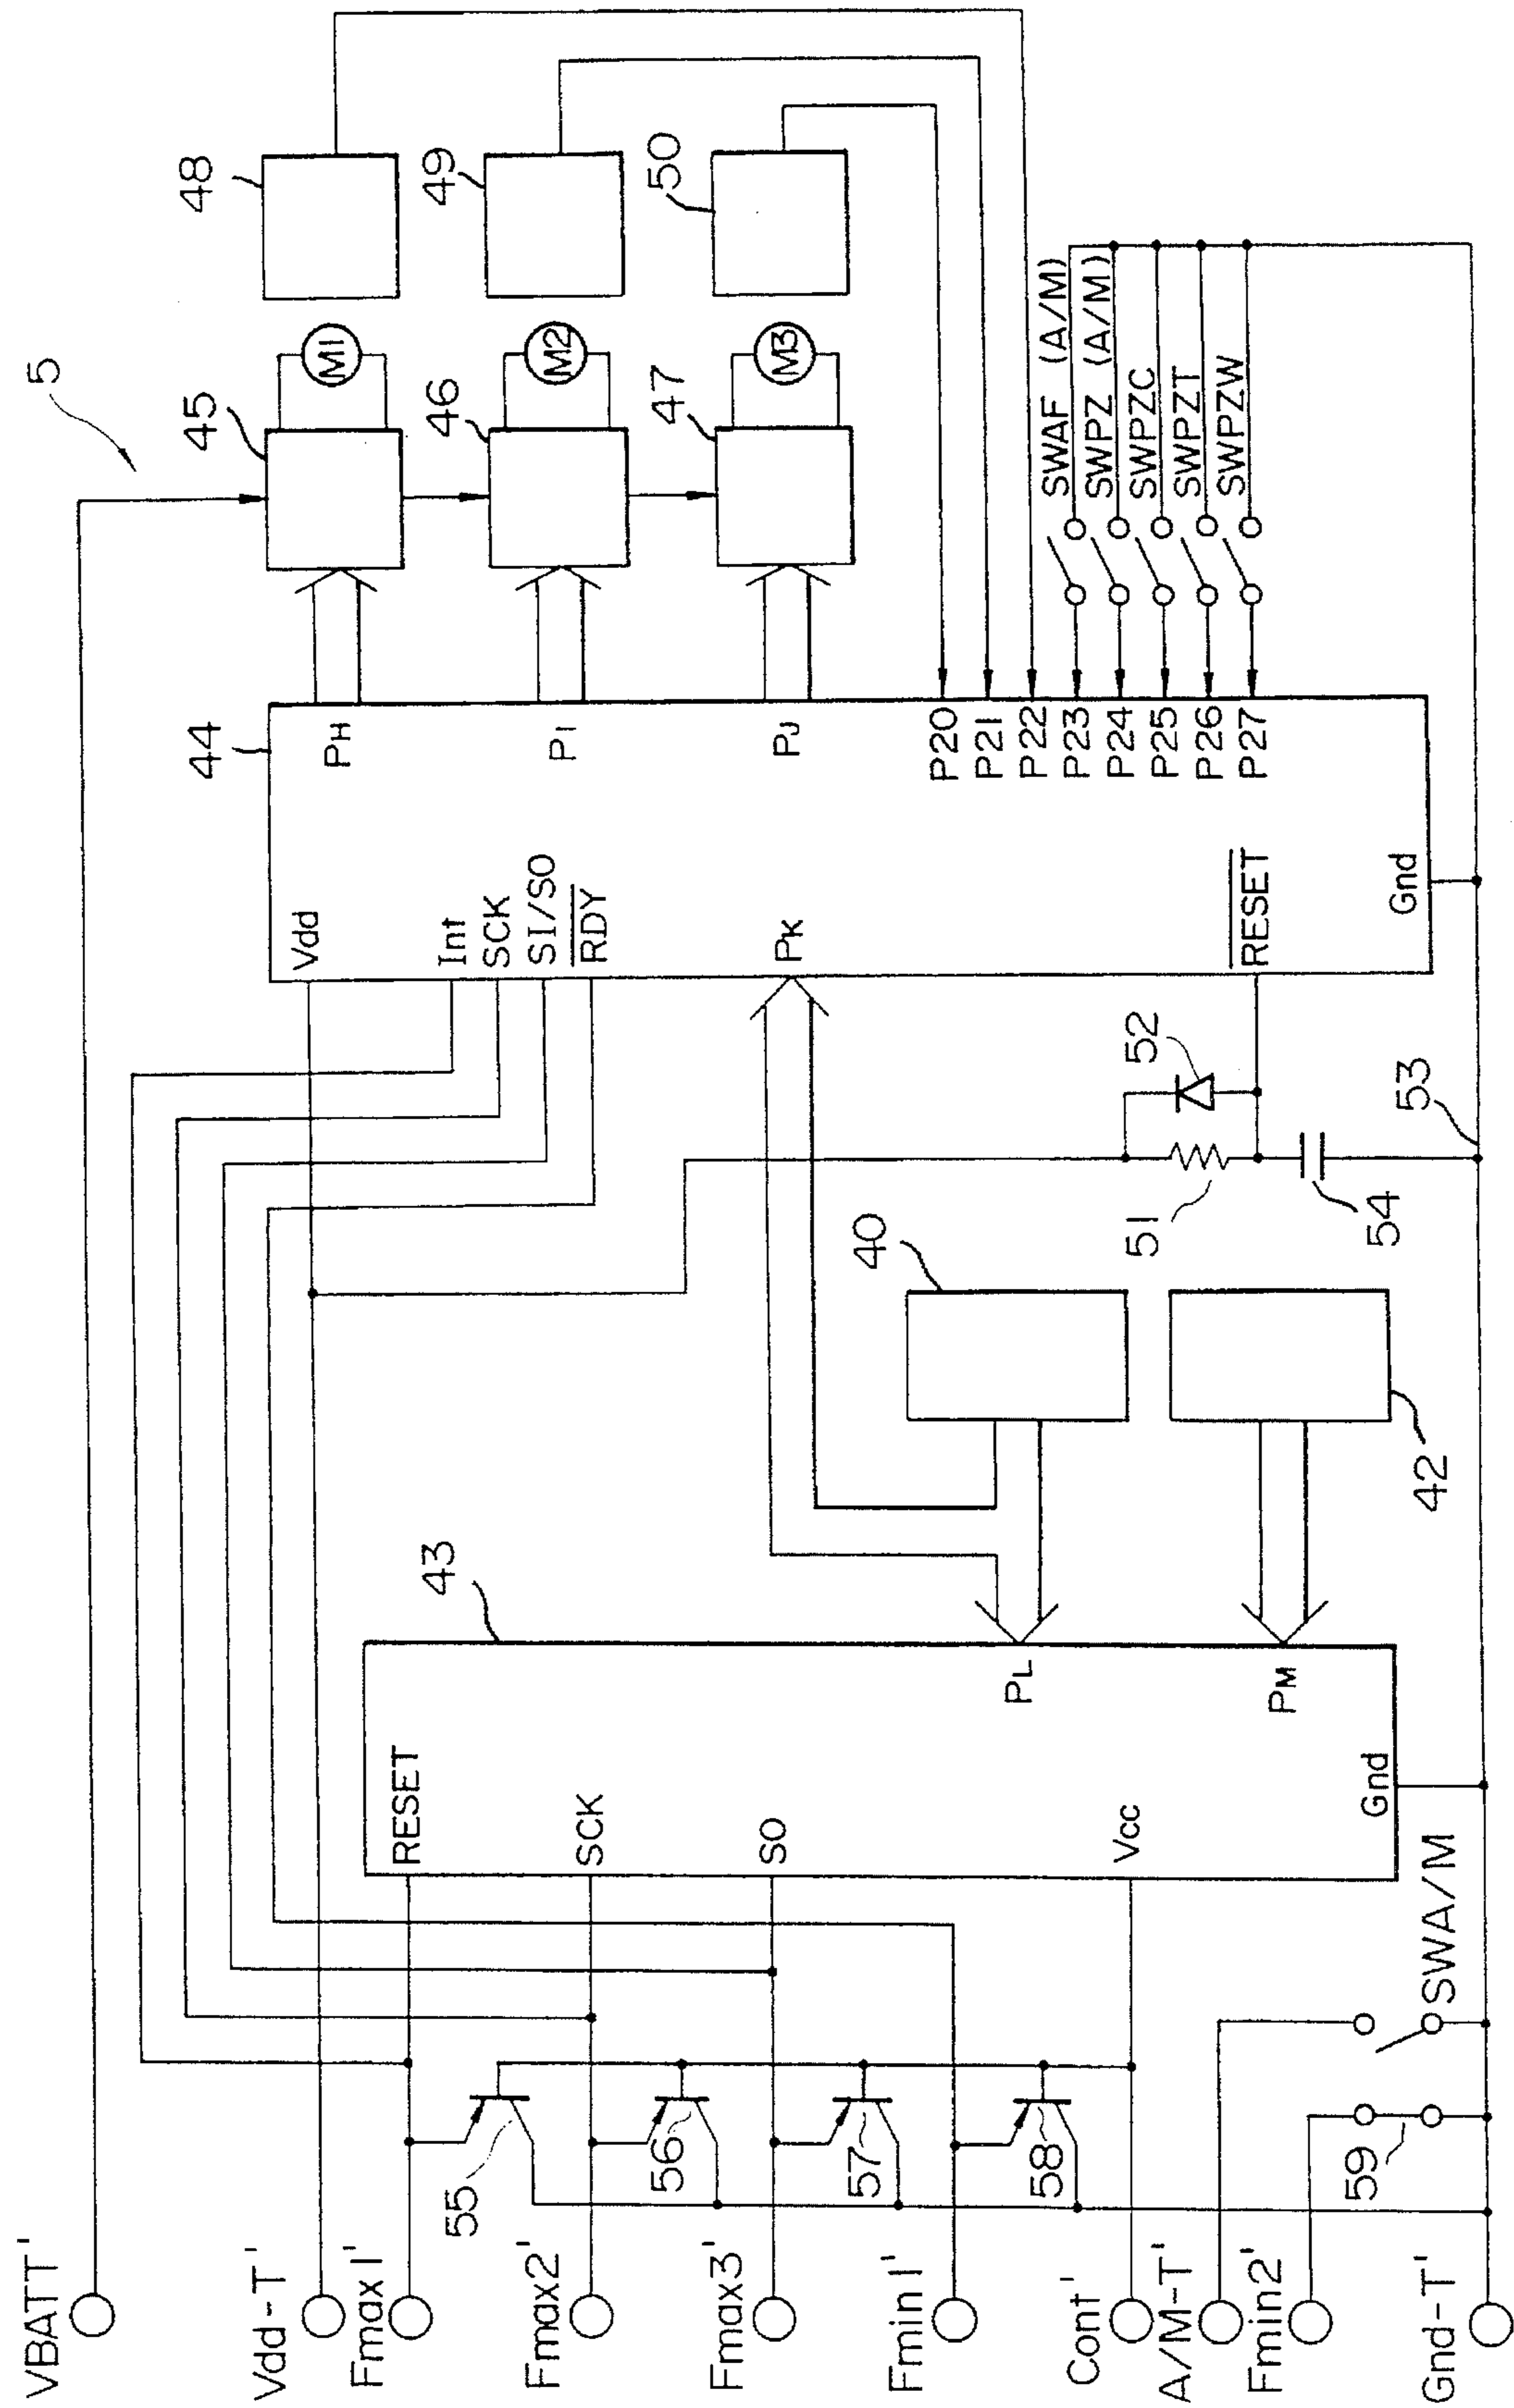 5
VBATT'
Vdd-T'
Fmax1'
Fmax2'
Fmax3'
Fmin1'
Cont'
A/M-T'
Fmin2'
Gnd-T'
55
56
57
58
59
SWA/M
43
RESET
SCK
SO
Vcc
Gnd
PL
PM
40
42
51
52
53
54
44
Vdd
Int
SCK
SI/SO
RDY
PK
RESET
Gnd
PH
PI
PJ
P20
P21
P22
P23
P24
P25
P26
P27
45
46
47
M1
M2
M3
48
49
50
SWAF (A/M)
SWPZ (A/M)
SWPZC
SWPZT
SWPZW